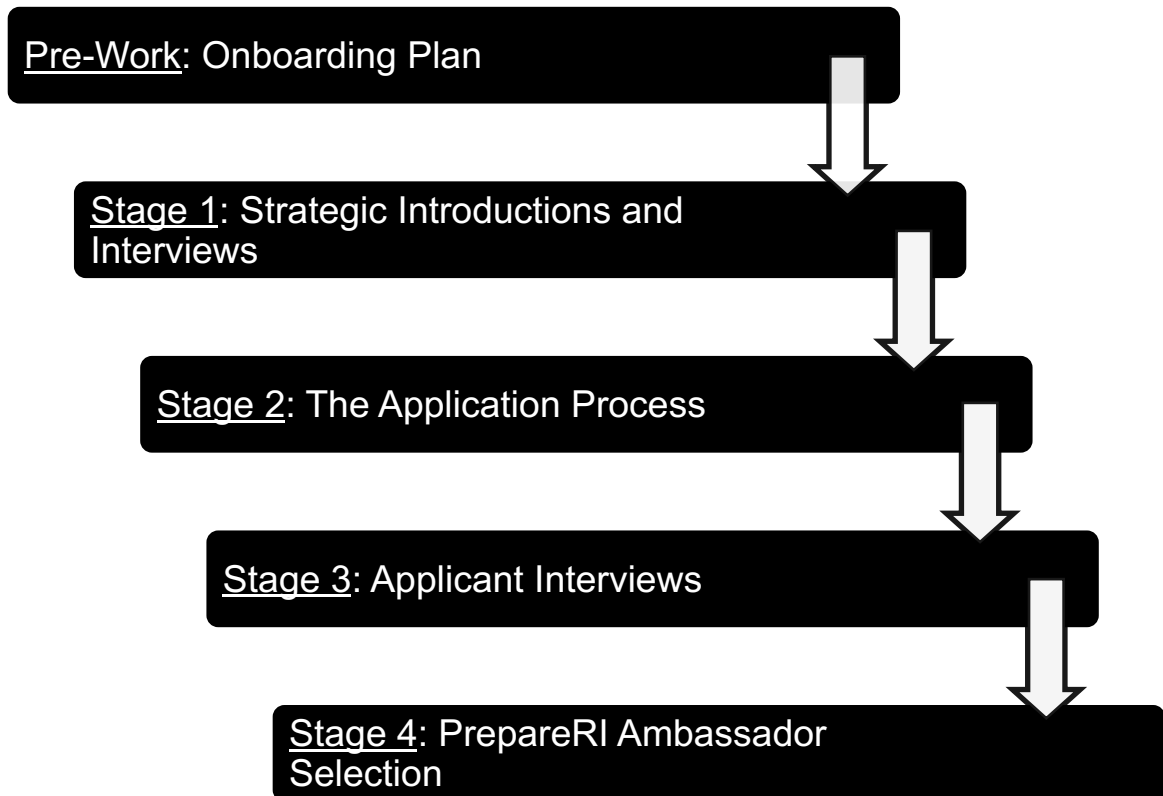 Pre-Work: Onboarding Plan
Stage 1: Strategic Introductions and
Interviews
Stage 2: The Application Process
Stage 3: Applicant Interviews
Stage 4: PrepareRI Ambassador
Selection